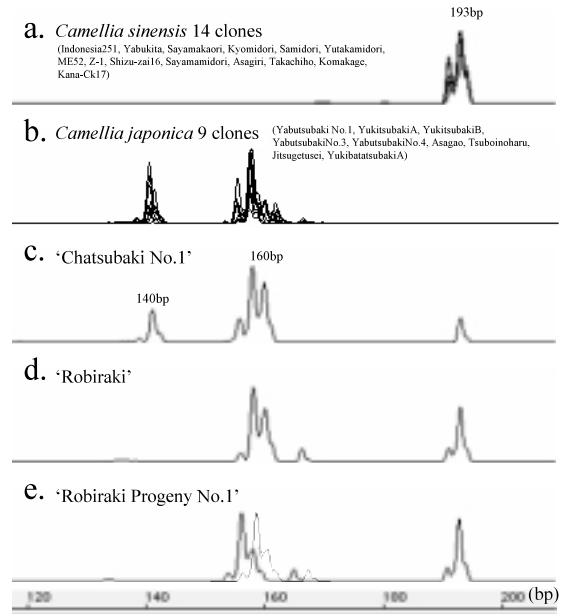 193bp
a. Camellia sinensis 14 clones
(Indonesia251, Yabukita, Sayamakaori, Kyomidori, Samidori, Yutakamidori,
ME52, Z-1, Shizu-zai16, Sayamamidori, Asagiri, Takachiho, Komakage,
Kana-Ck17)
b. Camellia japonica 9 clones
(Yabutsubaki No.1, YukitsubakiA, YukitsubakiB,
YabutsubakiNo.3, YabutsubakiNo.4, Asagao, Tsuboinoharu,
Jitsugetusei, YukibatatsubakiA)
c. ‘Chatsubaki No.1’
160bp
140bp
d. ‘Robiraki’
e. ‘Robiraki Progeny No.1’
120 140 160 180 200 (bp)